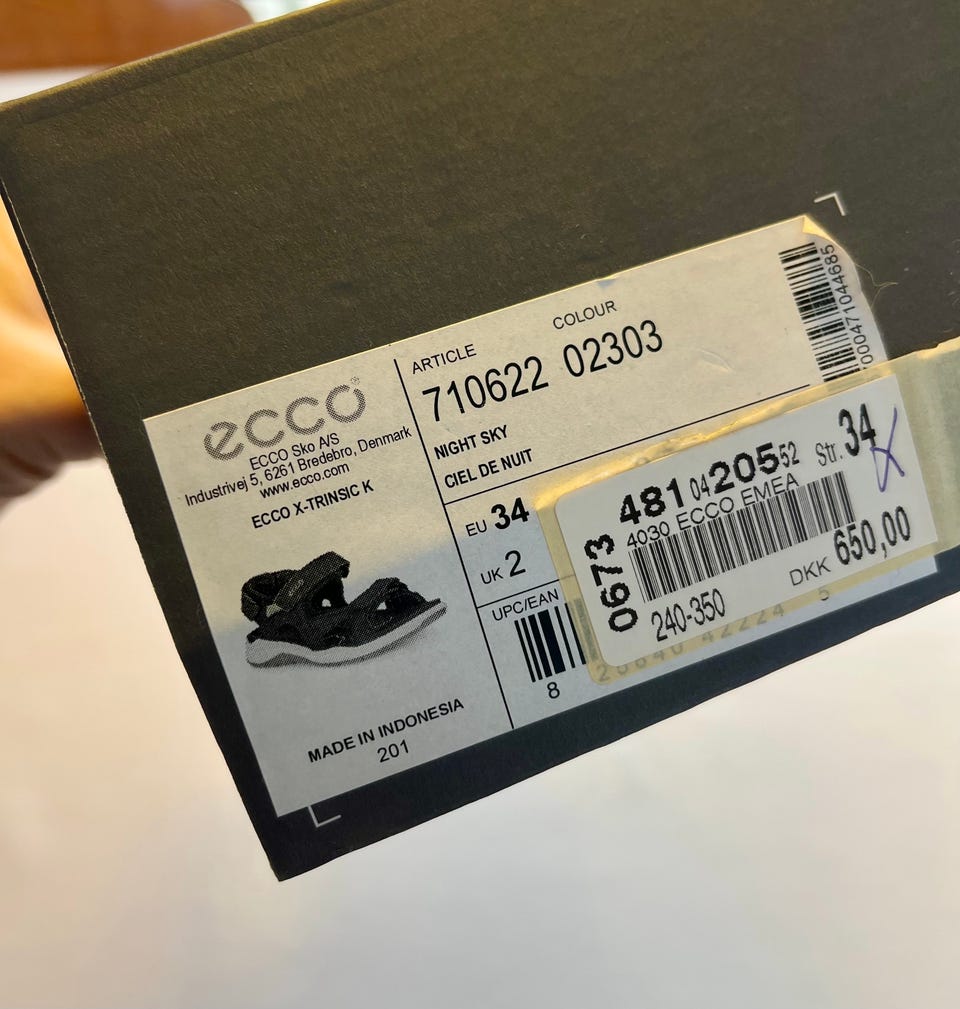 ecco®
ECCO Sko A/S
Industrivej 5, 6261 Bredebro, Denmark
www.ecco.com
ECCO X-TRINSIC K
MADE IN INDONESIA
201
ARTICLE
COLOUR
710622 02303
NIGHT SKY
CIEL DE NUIT
EU 34
UK 2
UPC/EAN
8
42224 5
000471044685
481 04 205 52 Str. 34
4030 ECCO EMEA
0673
240-350
DKK 650,00